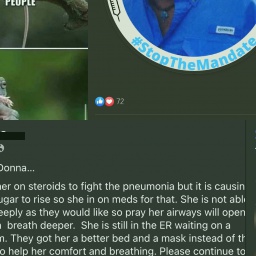 PEOPLE
#StopTheMandate
72
Donna...
her on steroids to fight the pneumonia but it is causin
ugar to rise so she in on meds for that. She is not able
eeply as they would like so pray her airways will open
breath deeper. She is still in the ER waiting on a
m. They got her a better bed and a mask instead of th
o help her comfort and breathing. Please continue to